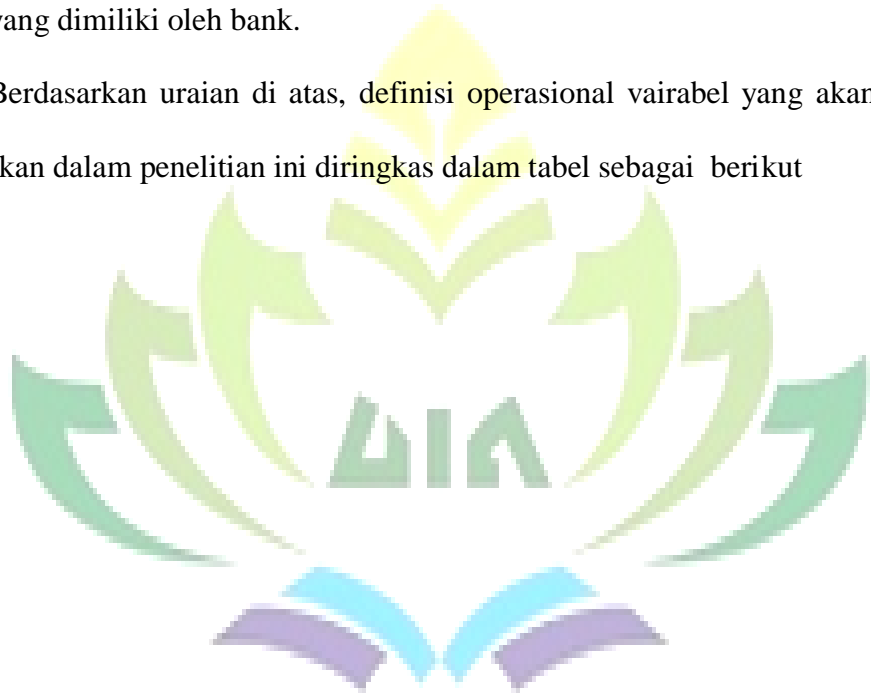 yang dimiliki oleh bank.
Berdasarkan uraian di atas, definisi operasional vairabel yang akan
kan dalam penelitian ini diringkas dalam tabel sebagai berikut
UIN